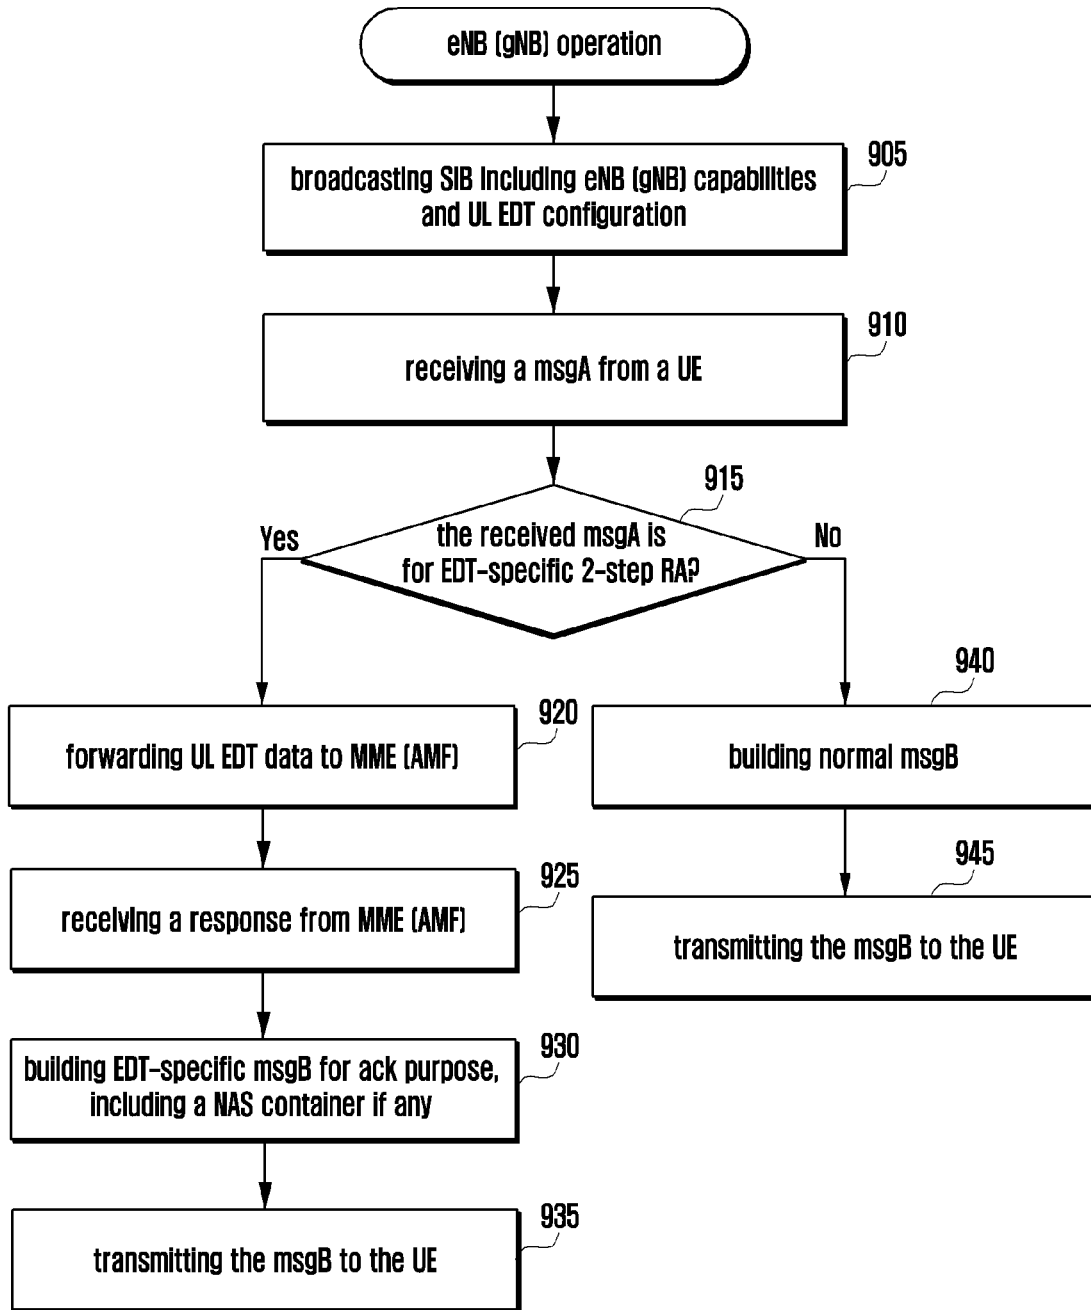 eNB (gNB) operation
905
broadcasting SIB including eNB (gNB) capabilities
and UL EDT configuration
910
receiving a msgA from a UE
915
the received msgA is
for EDT-specific 2-step RA?
Yes
No
920
forwarding UL EDT data to MME (AMF)
940
building normal msgB
925
receiving a response from MME (AMF)
945
transmitting the msgB to the UE
930
building EDT-specific msgB for ack purpose,
including a NAS container if any
935
transmitting the msgB to the UE